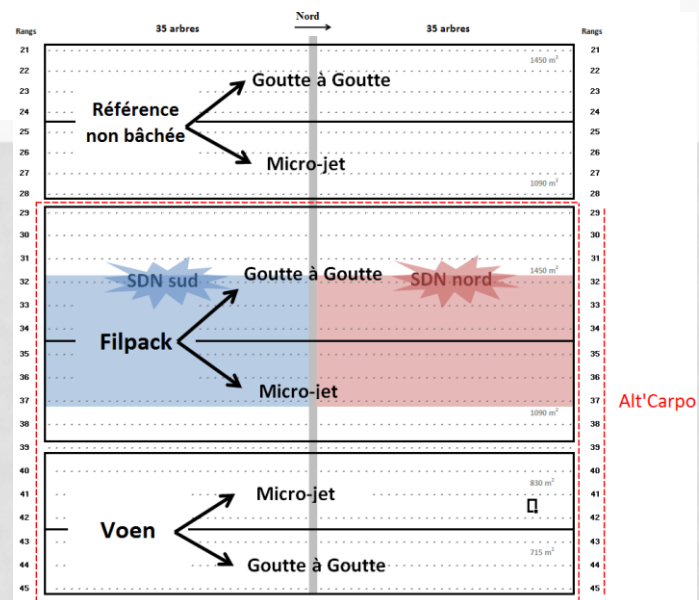 Nord
Rangs 35 arbres 35 arbres Rangs
21 21
1450 m²
22 Goutte à Goutte 22
23 23
Référence
24 24
non bâchée
25 25
26 Micro-jet 26
27 27
1090 m²
28 28
29 29
30 30
31 31
Goutte à Goutte 1450 m²
32 SDN sud SDN nord 32
33 33
34 34
Filpack
35 35
36 36
Micro-jet
37 37
Alt'Carpo
1090 m²
38 38
39 39
40 40
830 m²
41 Micro-jet 41
42 42
Voen
43 43
715 m²
44 Goutte à Goutte 44
45 45